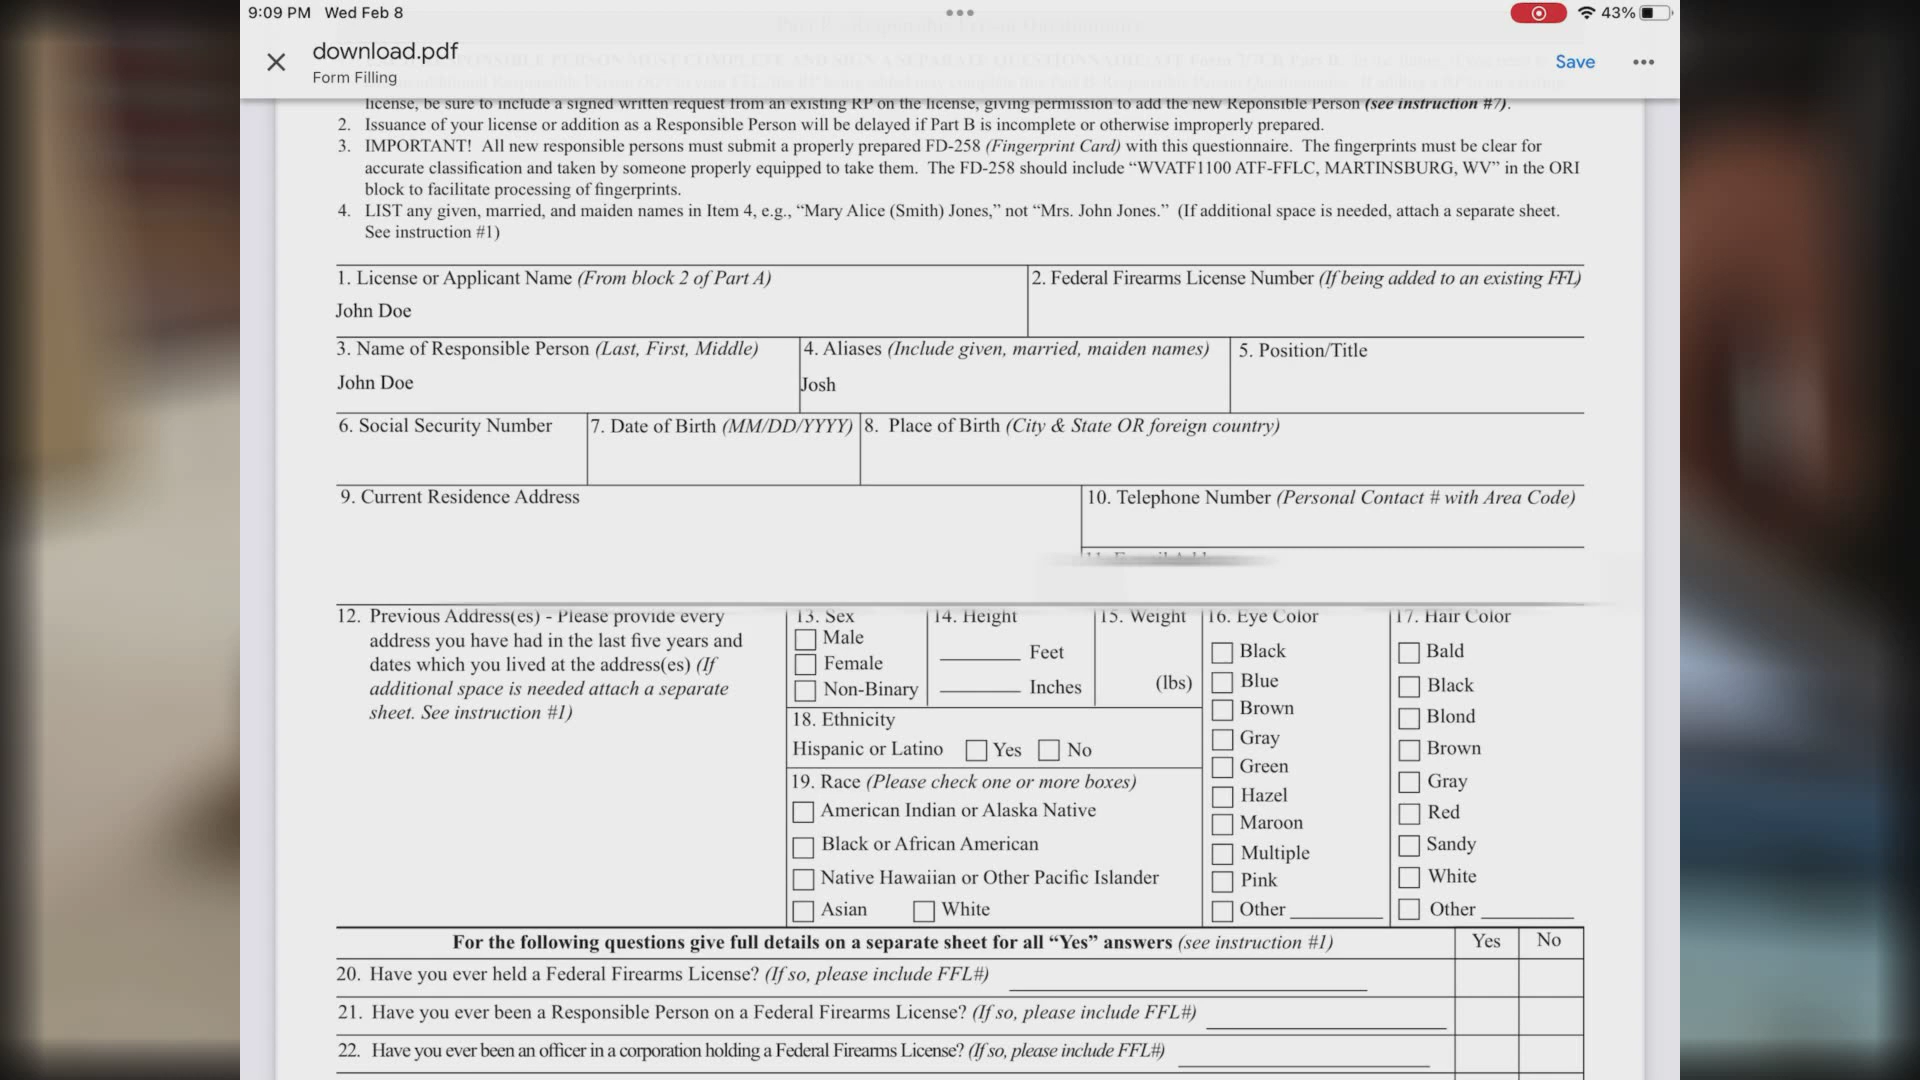 9:09 PM Wed Feb 8
43%
download.pdf
Form Filling
Save
license, be sure to include a signed written request from an existing RP on the license, giving permission to add the new Reponsible Person (see instruction #7).
2. Issuance of your license or addition as a Responsible Person will be delayed if Part B is incomplete or otherwise improperly prepared.
3. IMPORTANT! All new responsible persons must submit a properly prepared FD-258 (Fingerprint Card) with this questionnaire. The fingerprints must be clear for
accurate classification and taken by someone properly equipped to take them. The FD-258 should include “WVATF1100 ATF-FFLC, MARTINSBURG, WV” in the ORI
block to facilitate processing of fingerprints.
4. LIST any given, married, and maiden names in Item 4, e.g., “Mary Alice (Smith) Jones,” not “Mrs. John Jones.” (If additional space is needed, attach a separate sheet.
See instruction #1)
1. License or Applicant Name (From block 2 of Part A)
John Doe
2. Federal Firearms License Number (If being added to an existing FFL)
3. Name of Responsible Person (Last, First, Middle)
John Doe
4. Aliases (Include given, married, maiden names)
Josh
5. Position/Title
6. Social Security Number
7. Date of Birth (MM/DD/YYYY)
8. Place of Birth (City & State OR foreign country)
9. Current Residence Address
10. Telephone Number (Personal Contact # with Area Code)
12. Previous Address(es) - Please provide every
address you have had in the last five years and
dates which you lived at the address(es) (If
additional space is needed attach a separate
sheet. See instruction #1)
13. Sex
Male
Female
Non-Binary
14. Height
Feet
Inches
15. Weight
(lbs)
16. Eye Color
Black
Blue
Brown
Gray
Green
Hazel
Maroon
Multiple
Pink
Other
17. Hair Color
Bald
Black
Blond
Brown
Gray
Red
Sandy
White
Other
18. Ethnicity
Hispanic or Latino Yes No
19. Race (Please check one or more boxes)
American Indian or Alaska Native
Black or African American
Native Hawaiian or Other Pacific Islander
Asian White
For the following questions give full details on a separate sheet for all “Yes” answers (see instruction #1) Yes No
20. Have you ever held a Federal Firearms License? (If so, please include FFL#)
21. Have you ever been a Responsible Person on a Federal Firearms License? (If so, please include FFL#)
22. Have you ever been an officer in a corporation holding a Federal Firearms License? (If so, please include FFL#)